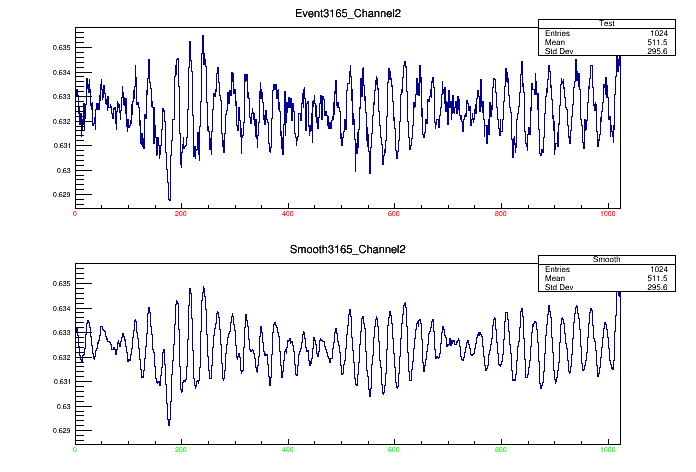 Event3165_Channel2
Test
Entries 1024
Mean 511.5
Std Dev 295.6
0.635
0.634
0.633
0.632
0.631
0.63
0.629
0 200 400 600 800 1000
Smooth3165_Channel2
Smooth
Entries 1024
Mean 511.5
Std Dev 295.6
0.635
0.634
0.633
0.632
0.631
0.63
0.629
0 200 400 600 800 1000